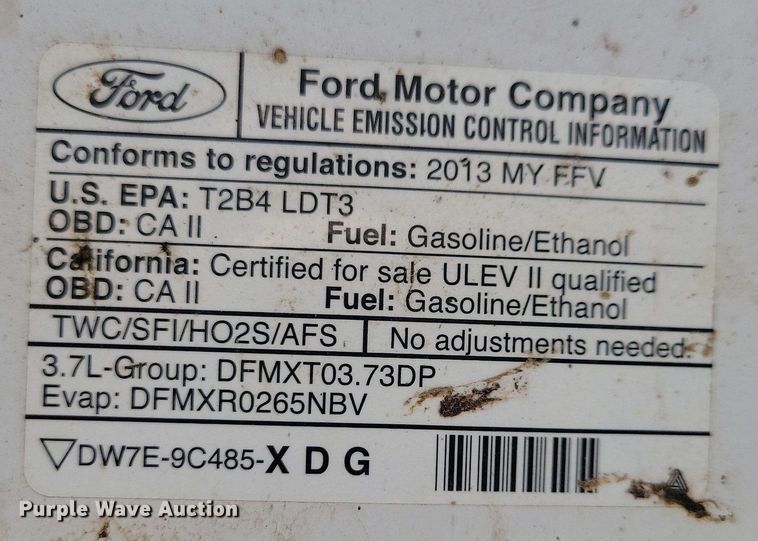 Ford
Ford Motor Company
VEHICLE EMISSION CONTROL INFORMATION
Conforms to regulations: 2013 MY FFV
U.S. EPA: T2B4 LDT3
OBD: CA II Fuel: Gasoline/Ethanol
California: Certified for sale ULEV II qualified
OBD: CA II Fuel: Gasoline/Ethanol
TWC/SFI/HO2S/AFS No adjustments needed.
3.7L-Group: DFMXT03.73DP
Evap: DFMXR0265NBV
▽DW7E-9C485-X D G
Purple Wave Auction